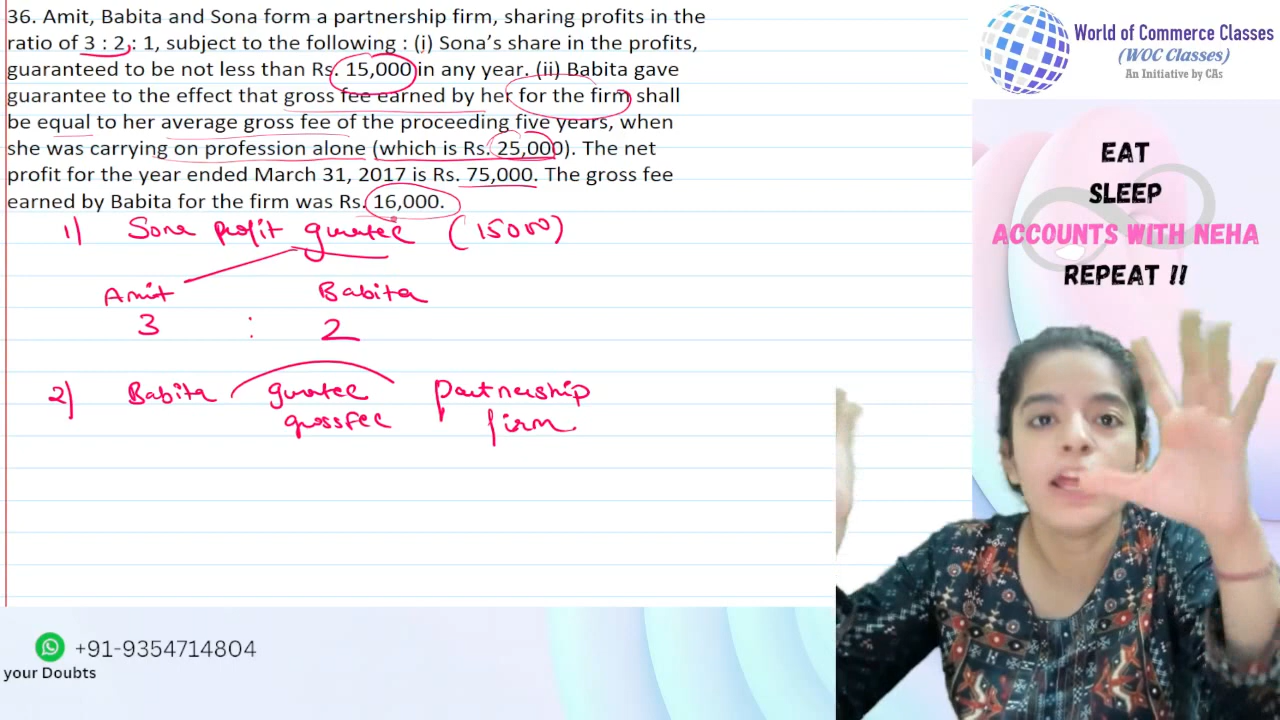 36. Amit, Babita and Sona form a partnership firm, sharing profits in the
ratio of 3 : 2 : 1, subject to the following : (i) Sona's share in the profits,
guaranteed to be not less than Rs. 15,000 in any year. (ii) Babita gave
guarantee to the effect that gross fee earned by her for the firm shall
be equal to her average gross fee of the proceeding five years, when
she was carrying on profession alone (which is Rs. 25,000). The net
profit for the year ended March 31, 2017 is Rs. 75,000. The gross fee
earned by Babita for the firm was Rs. 16,000.
1) Sona profit guratee (15000)
Amit Babita
3 : 2
2) Babita guratee partnership
grossfee firm
World of Commerce Classes
(WOC Classes)
An Initiative by CAs
EAT
SLEEP
ACCOUNTS WITH NEHA
REPEAT !!
+91-9354714804
your Doubts